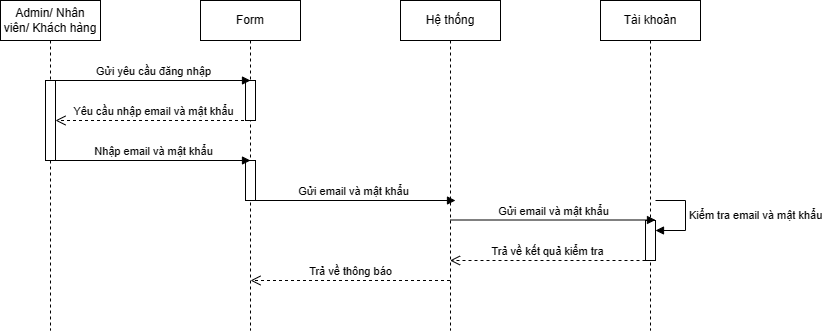 Admin/ Nhân
viên/ Khách hàng
Form
Hệ thống
Tài khoản
Gửi yêu cầu đăng nhập
Yêu cầu nhập email và mật khẩu
Nhập email và mật khẩu
Gửi email và mật khẩu
Gửi email và mật khẩu
Kiểm tra email và mật khẩu
Trả về kết quả kiểm tra
Trả về thông báo